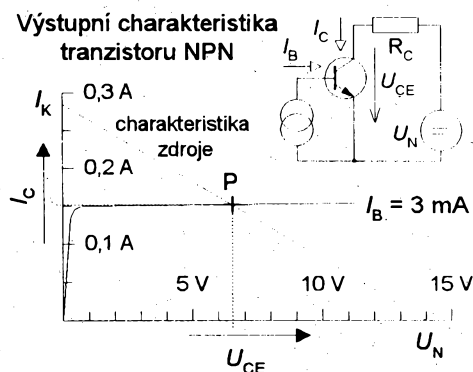 Výstupní charakteristika
tranzistoru NPN
I_C
R_C
I_B
U_CE
U_N
I_K
0,3 A
charakteristika
zdroje
0,2 A
P
I_C
I_B = 3 mA
0,1 A
5 V
10 V
15 V
U_CE
U_N